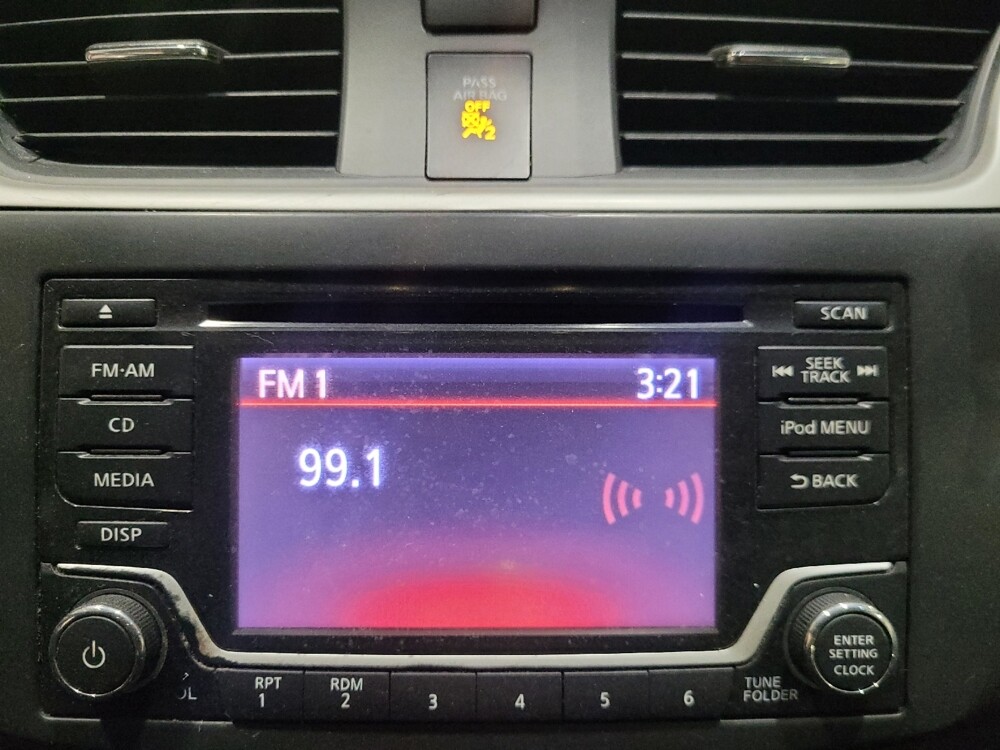 PASS
AIR BAG
OFF
2
SCAN
FM·AM
SEEK
TRACK
CD
iPod MENU
MEDIA
BACK
DISP
FM 1
3:21
99.1
ENTER
SETTING
CLOCK
RPT
1
RDM
2
3
4
5
6
TUNE
FOLDER